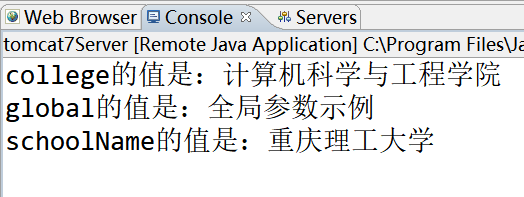 Web Browser Console Servers
tomcat7Server [Remote Java Application] C:\Program Files\Ja
college的值是：计算机科学与工程学院
global的值是：全局参数示例
schoolName的值是：重庆理工大学